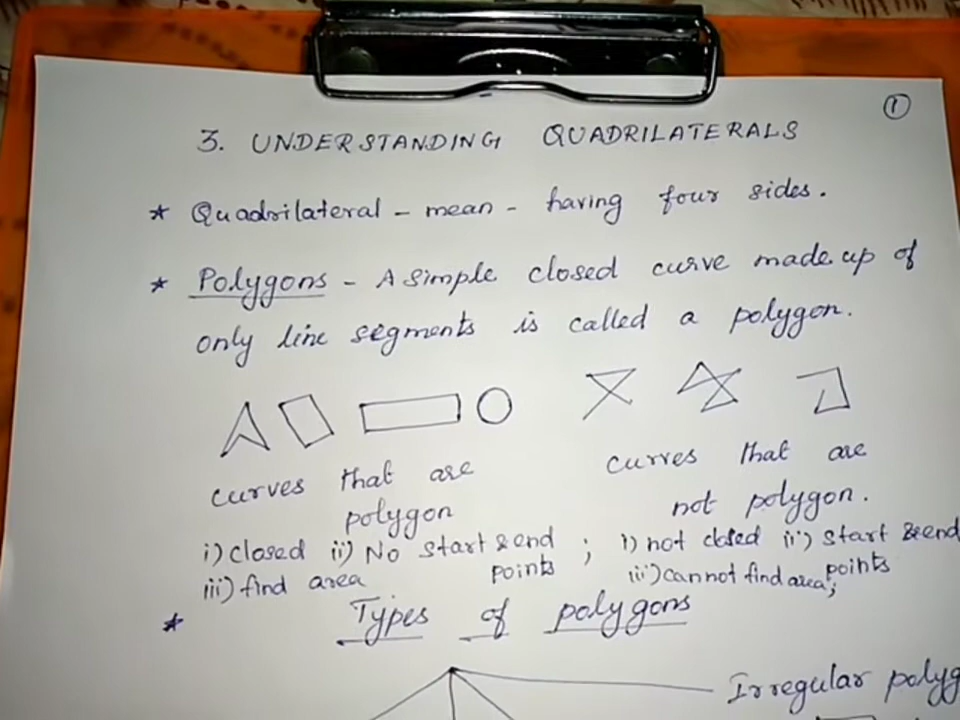 1
3. UNDERSTANDING QUADRILATERALS
* Quadrilateral - mean - having four sides.
* Polygons - A simple closed curve made up of
only line segments is called a polygon.
curves that are
polygon
curves that are
not polygon.
i) closed ii) No start & end
points
iii) find area
; i) not closed ii) start & end
points
iii) cannot find area;
* Types of polygons
Irregular polyg